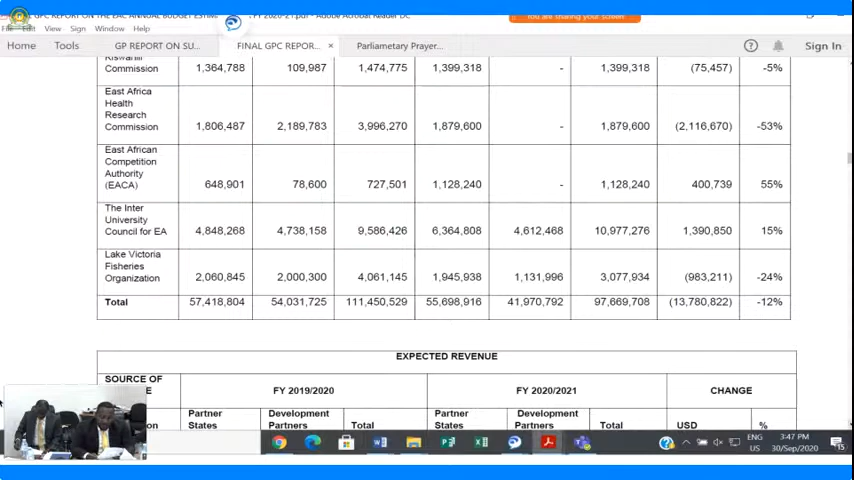 GPC REPORT ON THE EAC ANNUAL BUDGET ESTIM
FY 2020-21.pdf - Adobe Acrobat Reader DC
You are sharing your screen
File Edit View Sign Window Help
Home Tools GP REPORT ON SU... FINAL GPC REPOR... × Parliametary Prayer... Sign In
Kiswahili
Commission 1,364,788 109,987 1,474,775 1,399,318 - 1,399,318 (75,457) -5%
East Africa
Health
Research
Commission 1,806,487 2,189,783 3,996,270 1,879,600 - 1,879,600 (2,116,670) -53%
East African
Competition
Authority
(EACA) 648,901 78,600 727,501 1,128,240 - 1,128,240 400,739 55%
The Inter
University
Council for EA 4,848,268 4,738,158 9,586,426 6,364,808 4,612,468 10,977,276 1,390,850 15%
Lake Victoria
Fisheries
Organization 2,060,845 2,000,300 4,061,145 1,945,938 1,131,996 3,077,934 (983,211) -24%
Total 57,418,804 54,031,725 111,450,529 55,698,916 41,970,792 97,669,708 (13,780,822) -12%
EXPECTED REVENUE
SOURCE OF
FY 2019/2020 FY 2020/2021 CHANGE
Partner Development Partner Development
States Partners Total States Partners Total USD %
ENG 3:47 PM
US 30/Sep/2020
15